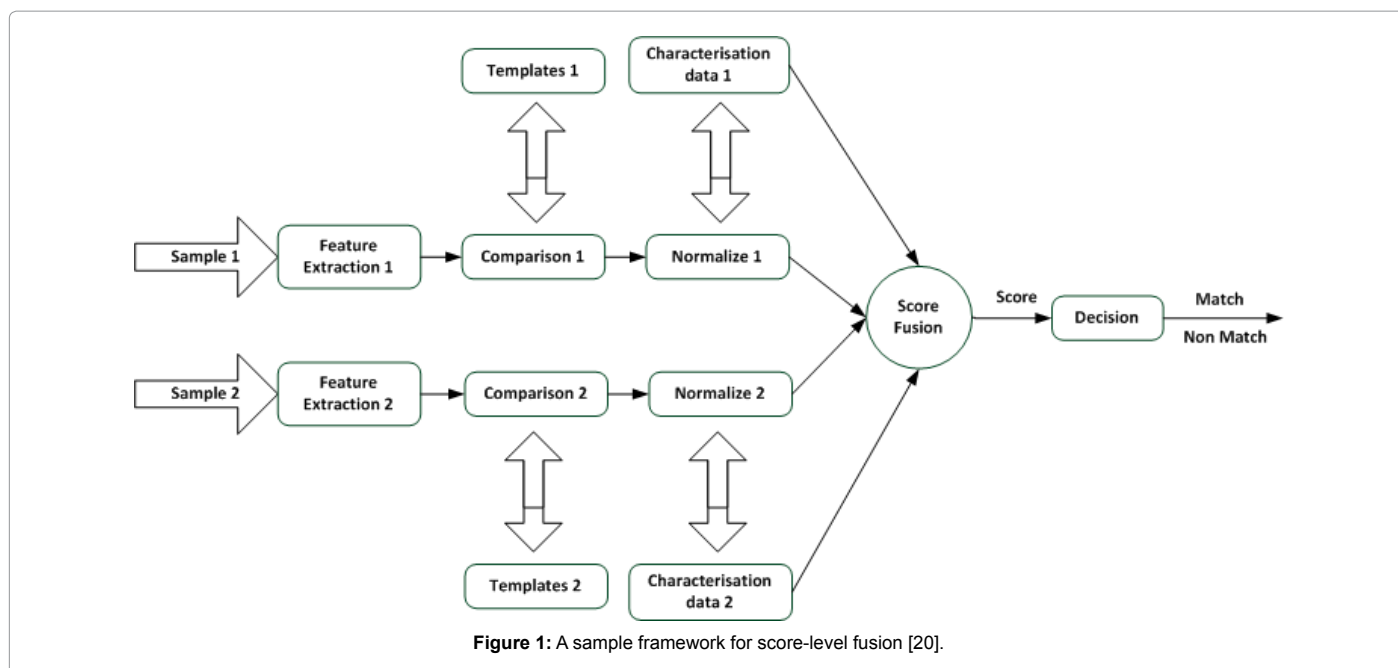 Templates 1
Characterisation
data 1
Sample 1
Feature
Extraction 1
Comparison 1
Normalize 1
Score
Fusion
Score
Decision
Match
Non Match
Sample 2
Feature
Extraction 2
Comparison 2
Normalize 2
Templates 2
Characterisation
data 2
Figure 1: A sample framework for score-level fusion [20].